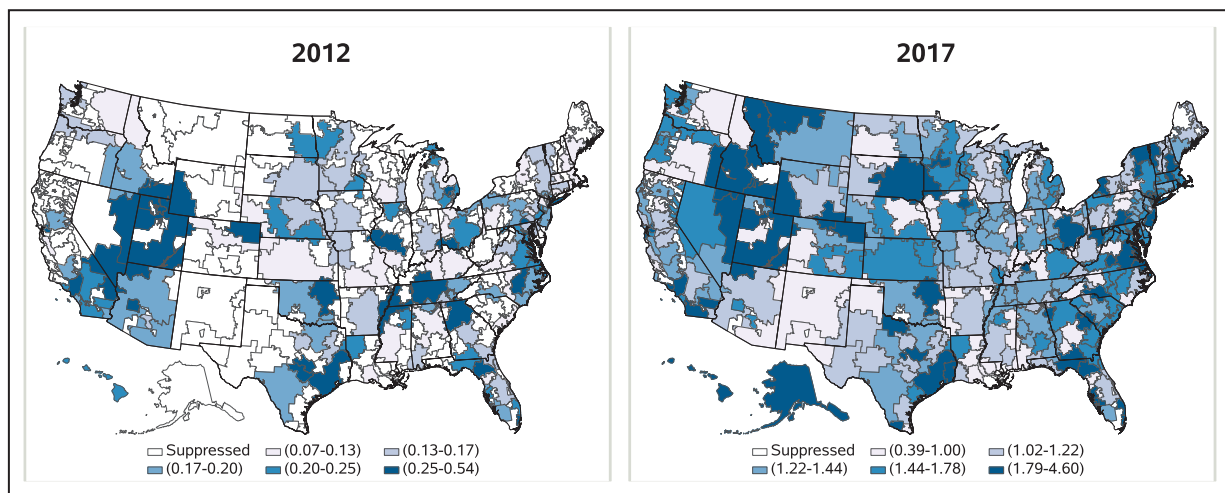 2012
Suppressed (0.07-0.13) (0.13-0.17)
(0.17-0.20) (0.20-0.25) (0.25-0.54)
2017
Suppressed (0.39-1.00) (1.02-1.22)
(1.22-1.44) (1.44-1.78) (1.79-4.60)